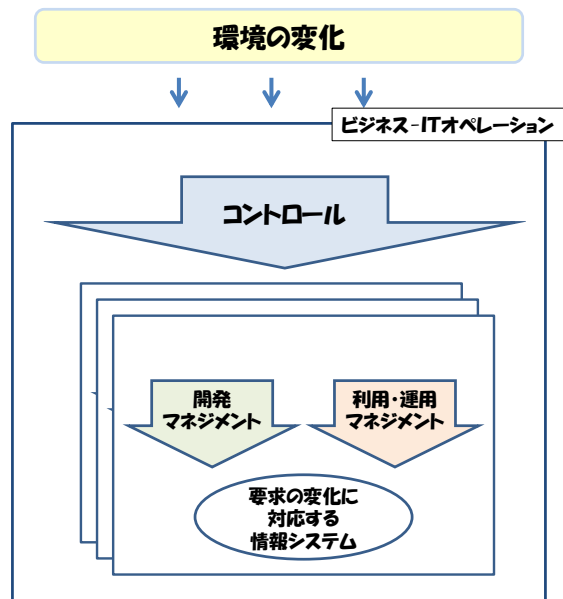 環境の変化
ビジネス-ITオペレーション
コントロール
開発
マネジメント
利用・運用
マネジメント
要求の変化に
対応する
情報システム